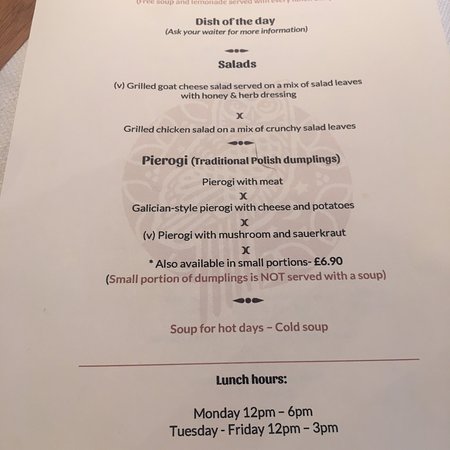 (Free soup and lemonade served with every
Dish of the day
(Ask your waiter for more information)
Salads
(v) Grilled goat cheese salad served on a mix of salad leaves
with honey & herb dressing
x
Grilled chicken salad on a mix of crunchy salad leaves
Pierogi (Traditional Polish dumplings)
Pierogi with meat
X
Galician-style pierogi with cheese and potatoes
X
(v) Pierogi with mushroom and sauerkraut
X
* Also available in small portions- £6.90
(Small portion of dumplings is NOT served with a soup)
Soup for hot days – Cold soup
Lunch hours:
Monday 12pm – 6pm
Tuesday - Friday 12pm – 3pm